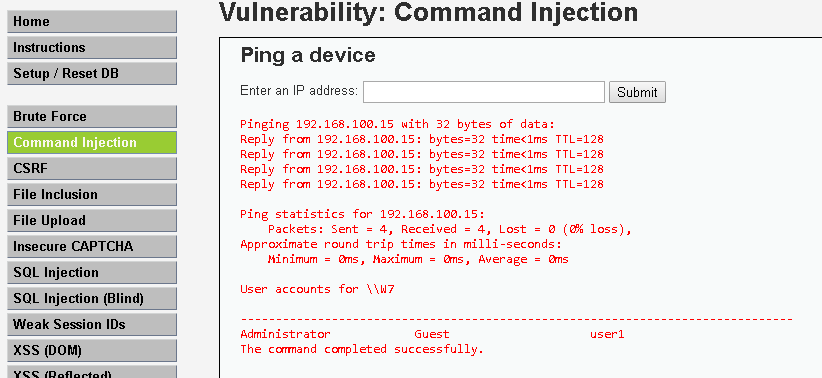 Vulnerability: Command Injection
Home
Instructions
Setup / Reset DB
Brute Force
Command Injection
CSRF
File Inclusion
File Upload
Insecure CAPTCHA
SQL Injection
SQL Injection (Blind)
Weak Session IDs
XSS (DOM)
XSS (Reflected)
Ping a device
Enter an IP address: Submit
Pinging 192.168.100.15 with 32 bytes of data:
Reply from 192.168.100.15: bytes=32 time<1ms TTL=128
Reply from 192.168.100.15: bytes=32 time<1ms TTL=128
Reply from 192.168.100.15: bytes=32 time<1ms TTL=128
Reply from 192.168.100.15: bytes=32 time<1ms TTL=128
Ping statistics for 192.168.100.15:
Packets: Sent = 4, Received = 4, Lost = 0 (0% loss),
Approximate round trip times in milli-seconds:
Minimum = 0ms, Maximum = 0ms, Average = 0ms
User accounts for \\W7
-------------------------------------------------------------------------------
Administrator Guest user1
The command completed successfully.